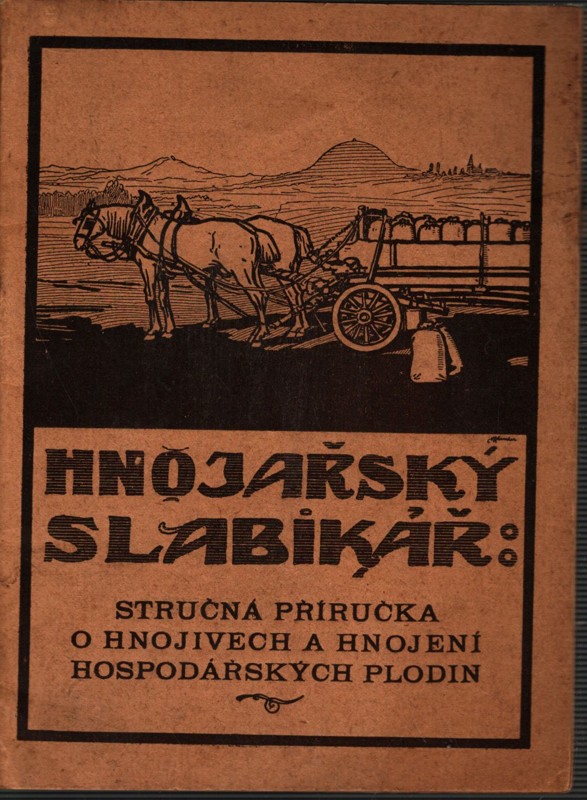 HNOJAŘSKÝ
SLABIKÁŘ:
STRUČNÁ PŘÍRUČKA
O HNOJIVECH A HNOJENÍ
HOSPODÁŘSKÝCH PLODIN